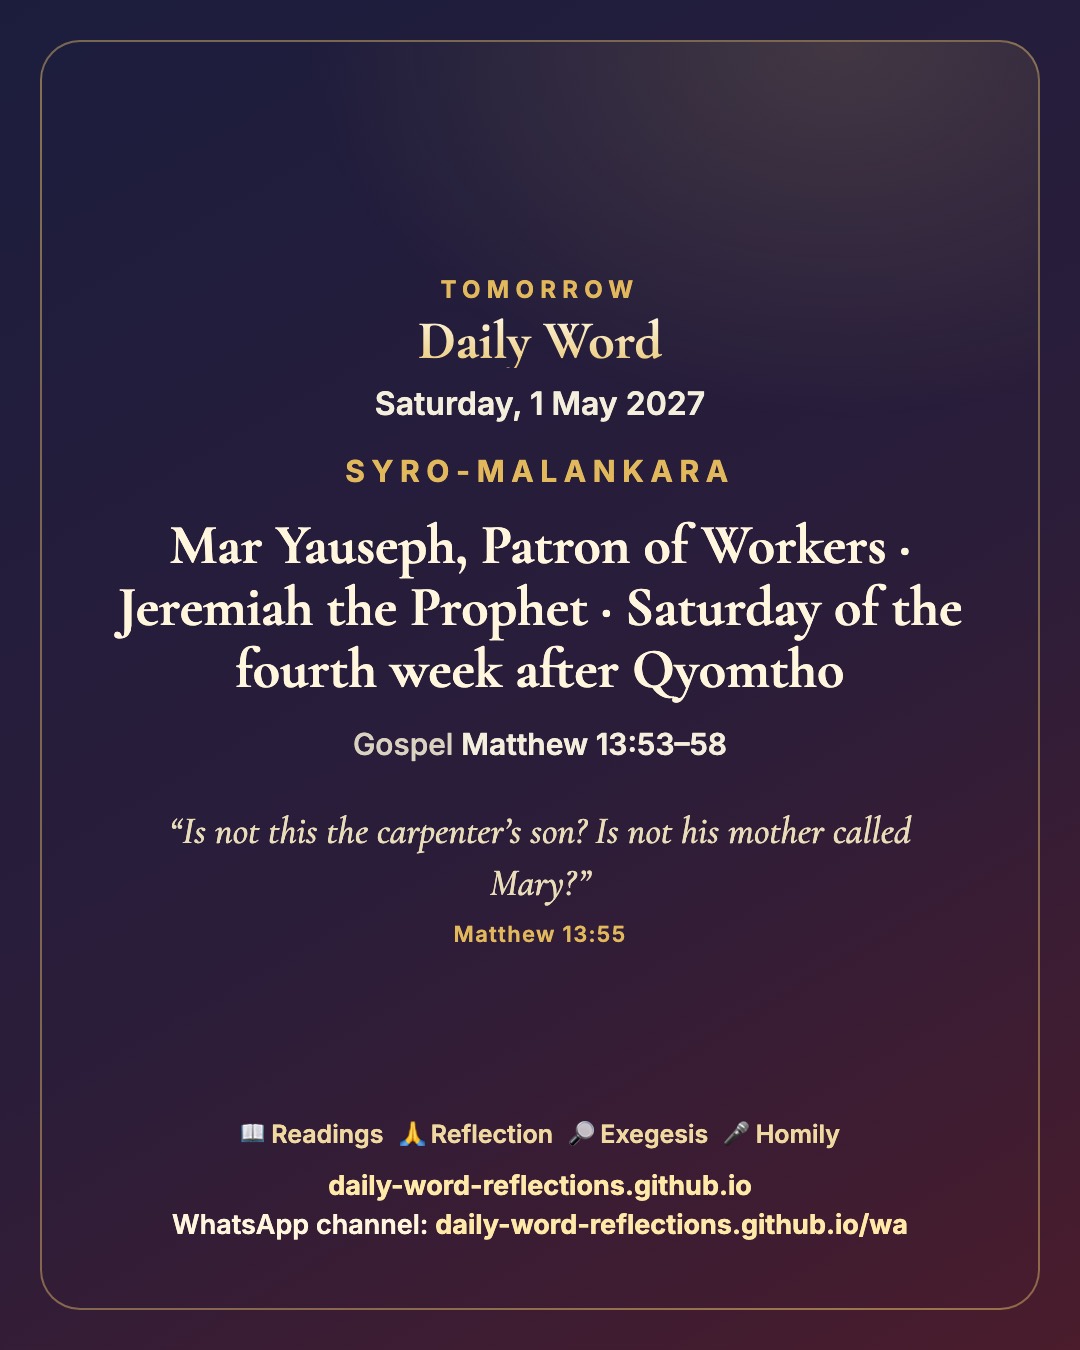 TOMORROW
Daily Word
Saturday, 1 May 2027
SYRO-MALANKARA
Mar Yauseph, Patron of Workers ·
Jeremiah the Prophet · Saturday of the
fourth week after Qyomtho
Gospel Matthew 13:53–58
“Is not this the carpenter’s son? Is not his mother called
Mary?”
Matthew 13:55
📖 Readings 🙏 Reflection 🔎 Exegesis 🎤 Homily
daily-word-reflections.github.io
WhatsApp channel: daily-word-reflections.github.io/wa